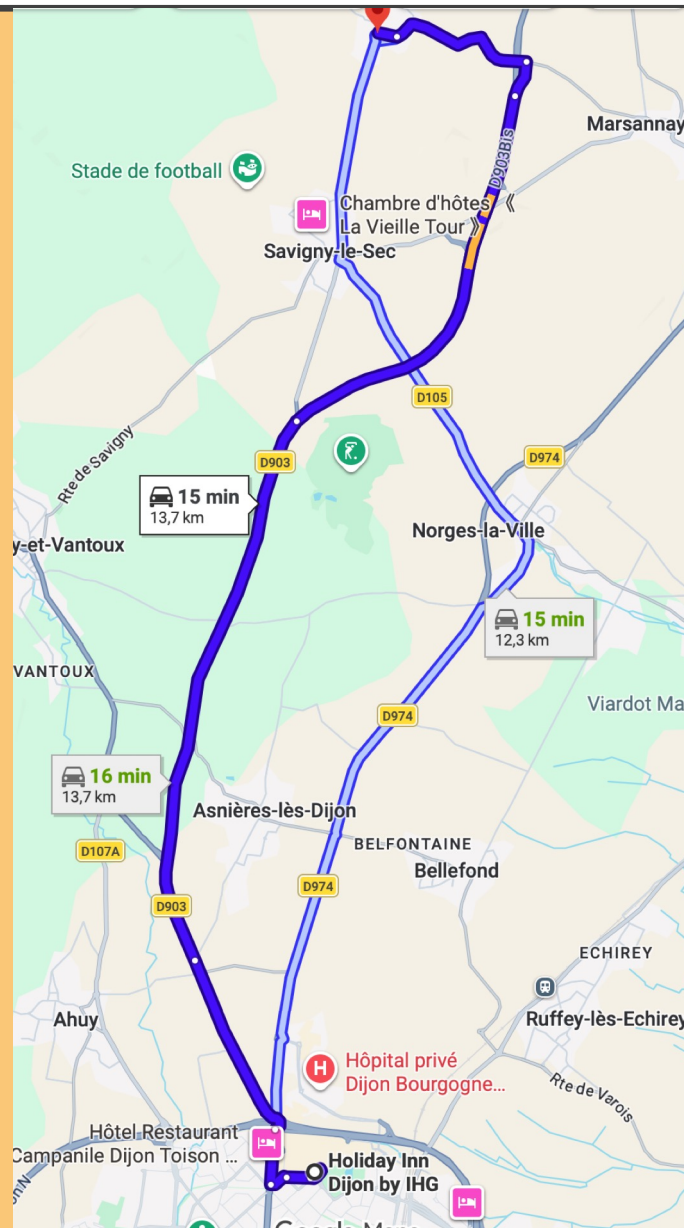 Marsannay
D903Bis
Stade de football
Chambre d'hôtes 《
La Vieille Tour 》
Savigny-le-Sec
D105
Rte de Savigny
D903
D974
15 min
13,7 km
Norges-la-Ville
y-et-Vantoux
15 min
12,3 km
VANTOUX
Viardot Ma
D974
16 min
13,7 km
Asnières-lès-Dijon
BELFONTAINE
D107A
Bellefond
D974
D903
ECHIREY
Ahuy
Ruffey-lès-Echirey
Hôpital privé
Dijon Bourgogne...
Rte de Varois
Hôtel Restaurant
Campanile Dijon Toison ...
Holiday Inn
Dijon by IHG
Google Maps